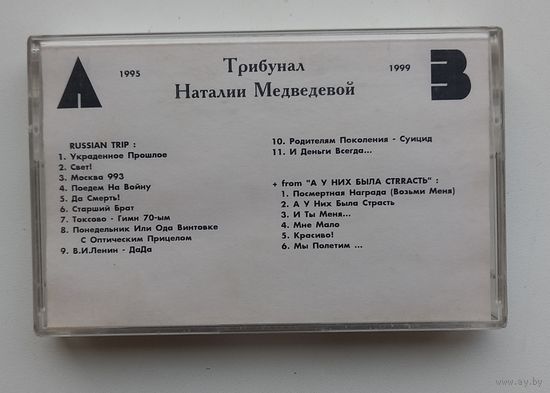 A
1995
Трибунал
Наталии Медведевой
1999
B
RUSSIAN TRIP :
1. Украденное Прошлое
2. Свет!
3. Москва 993
4. Поедем На Войну
5. Да Смерть!
6. Старший Брат
7. Токсово - Гимн 70-ым
8. Понедельник Или Ода Винтовке
С Оптическим Прицелом
9. В.И.Ленин - ДаДа
10. Родителям Поколения - Суицид
11. И Деньги Всегда...
+ from "А У НИХ БЫЛА СТRRАСТЬ" :
1. Посмертная Награда (Возьми Меня)
2. А У Них Была Страсть
3. И Ты Меня...
4. Мне Мало
5. Красиво!
6. Мы Полетим ...
www.ay.by